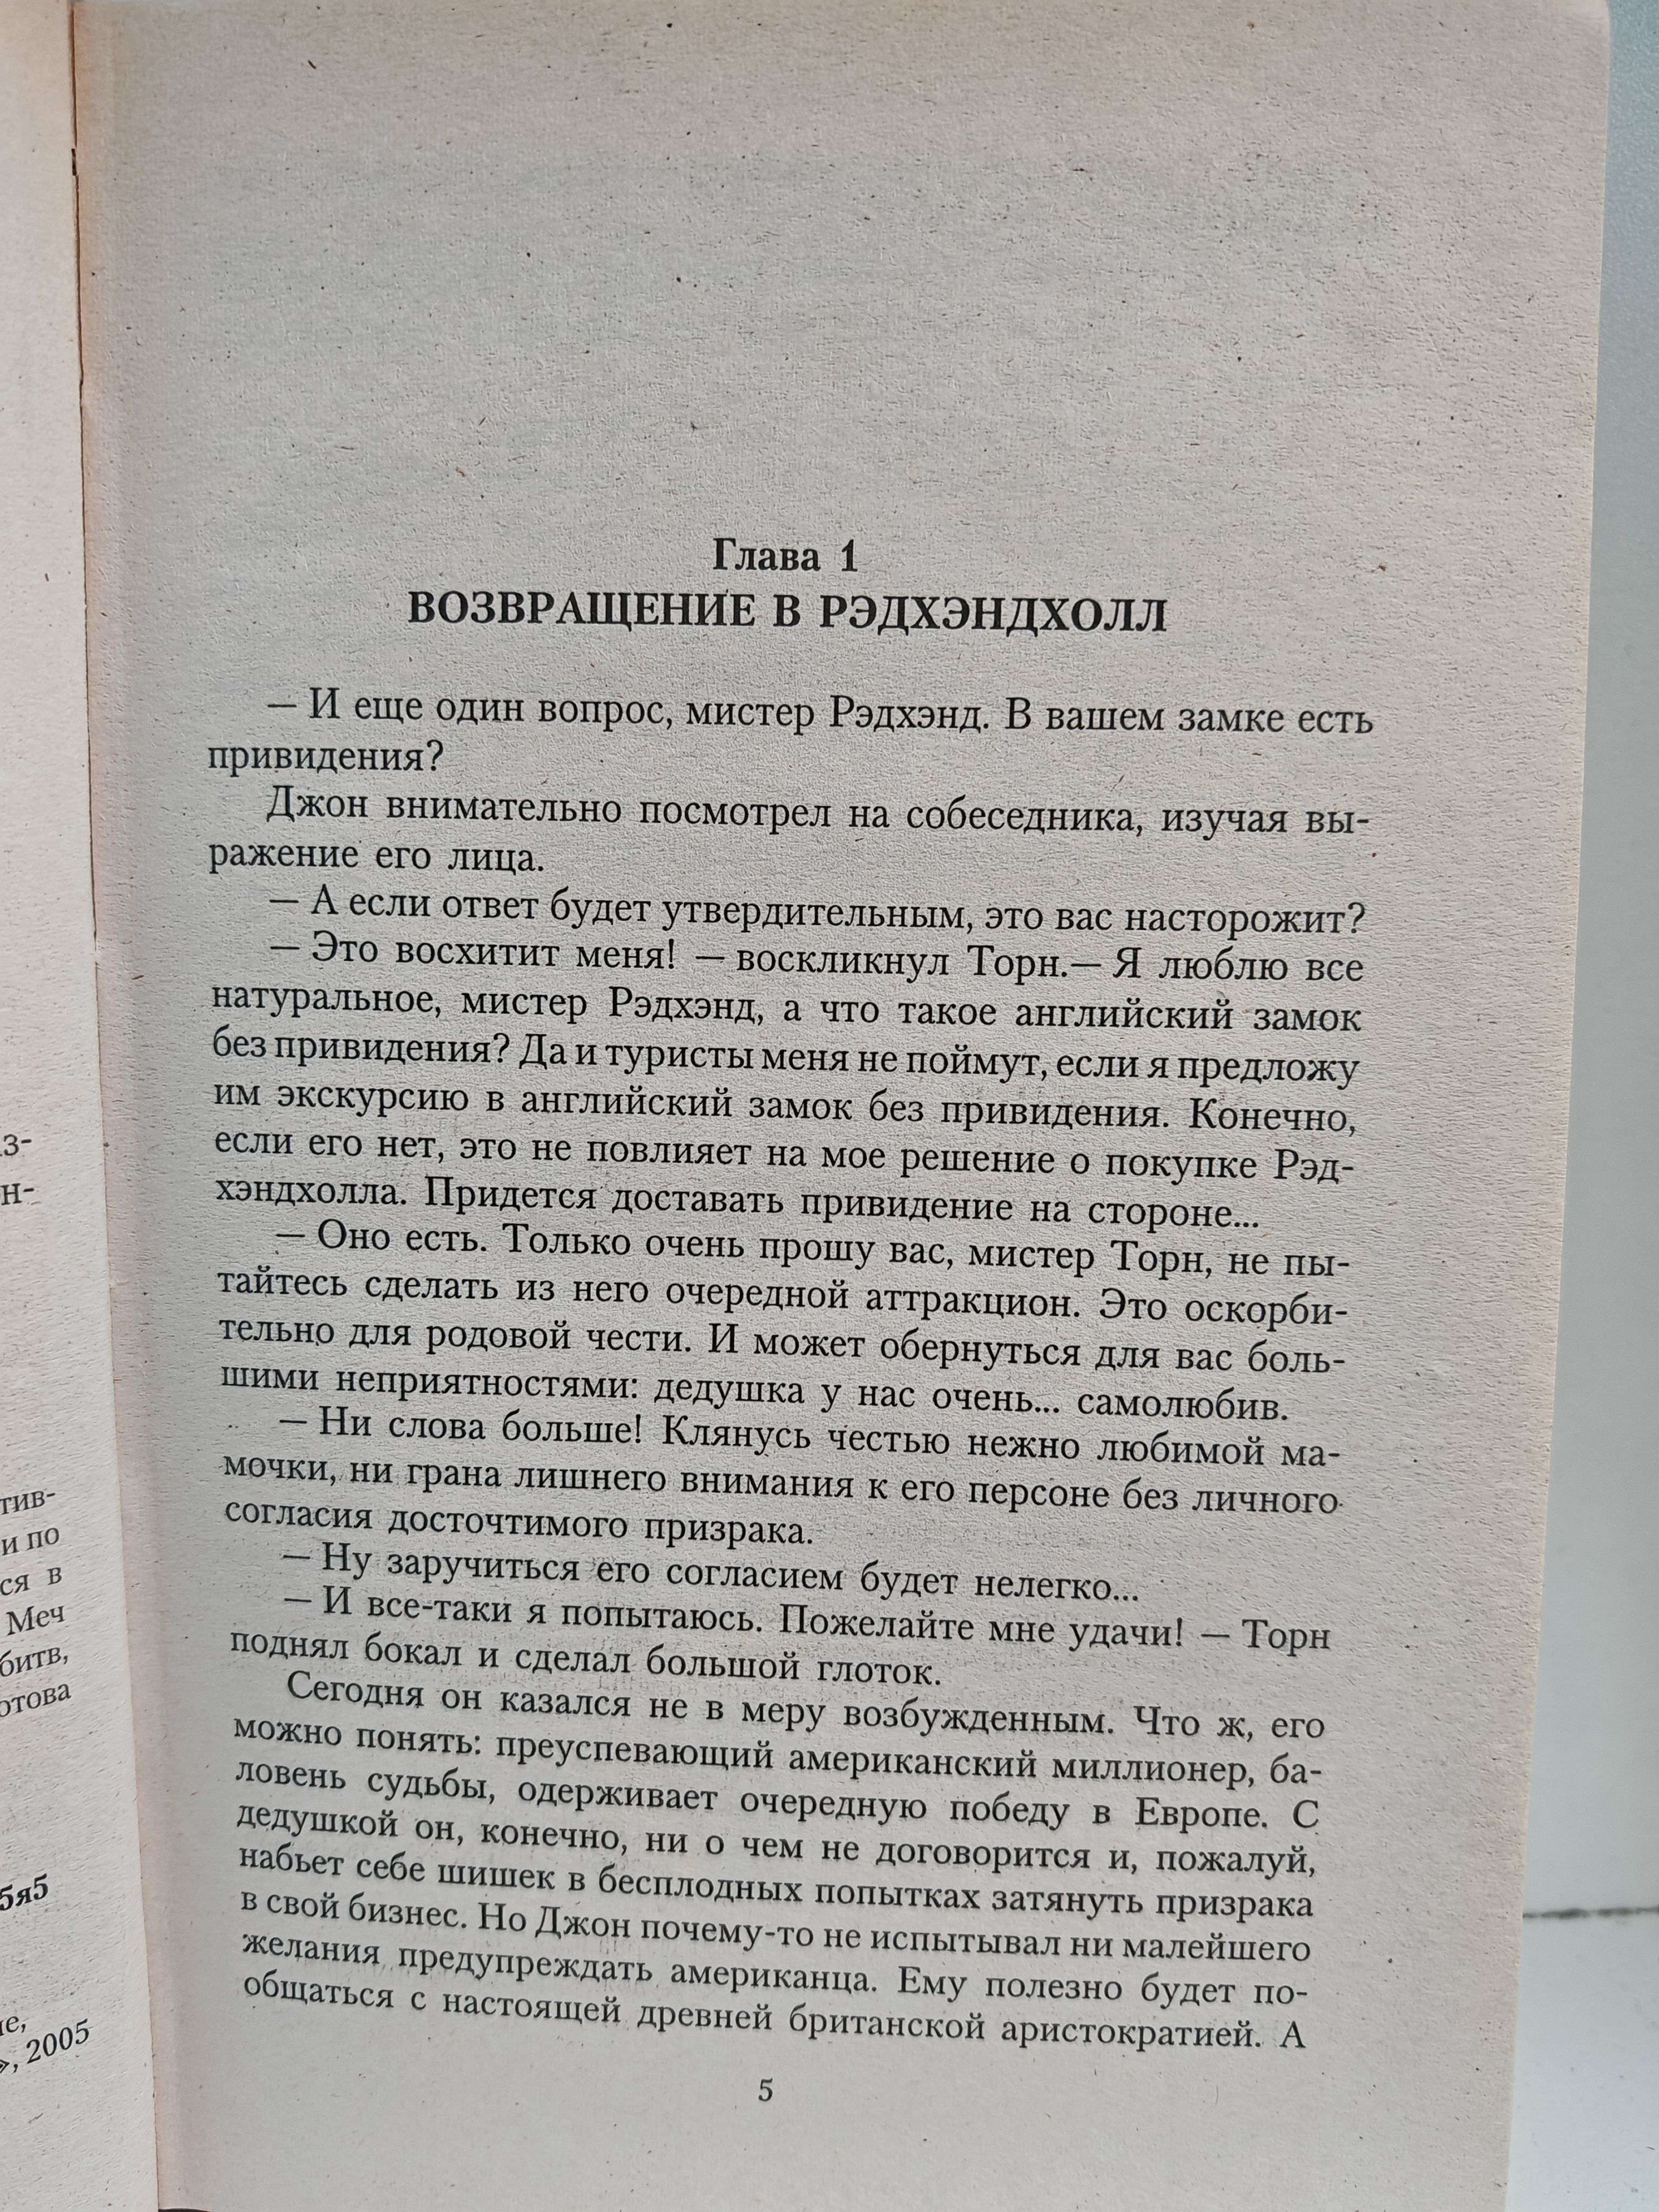 Глава 1
ВОЗВРАЩЕНИЕ В РЭДХЭНДХОЛЛ
— И еще один вопрос, мистер Рэдхэнд. В вашем замке есть
привидения?
Джон внимательно посмотрел на собеседника, изучая вы-
ражение его лица.
— А если ответ будет утвердительным, это вас насторожит?
— Это восхитит меня! — воскликнул Торн.— Я люблю все
натуральное, мистер Рэдхэнд, а что такое английский замок
без привидения? Да и туристы меня не поймут, если я предложу
им экскурсию в английский замок без привидения. Конечно,
если его нет, это не повлияет на мое решение о покупке Рэд-
хэндхолла. Придется доставать привидение на стороне...
— Оно есть. Только очень прошу вас, мистер Торн, не пы-
тайтесь сделать из него очередной аттракцион. Это оскорби-
тельно для родовой чести. И может обернуться для вас боль-
шими неприятностями: дедушка у нас очень... самолюбив.
— Ни слова больше! Клянусь честью нежно любимой ма-
мочки, ни грана лишнего внимания к его персоне без личного
согласия досточтимого призрака.
— Ну заручиться его согласием будет нелегко...
— И все-таки я попытаюсь. Пожелайте мне удачи! — Торн
поднял бокал и сделал большой глоток.
Сегодня он казался не в меру возбужденным. Что ж, его
можно понять: преуспевающий американский миллионер, ба-
ловень судьбы, одерживает очередную победу в Европе. С
дедушкой он, конечно, ни о чем не договорится и, пожалуй,
набьет себе шишек в бесплодных попытках затянуть призрака
в свой бизнес. Но Джон почему-то не испытывал ни малейшего
желания предупреждать американца. Ему полезно будет по-
общаться с настоящей древней британской аристократией. А
5
н-
тив-
и по
ся в
Меч
битв,
отова
5я5
», 2005